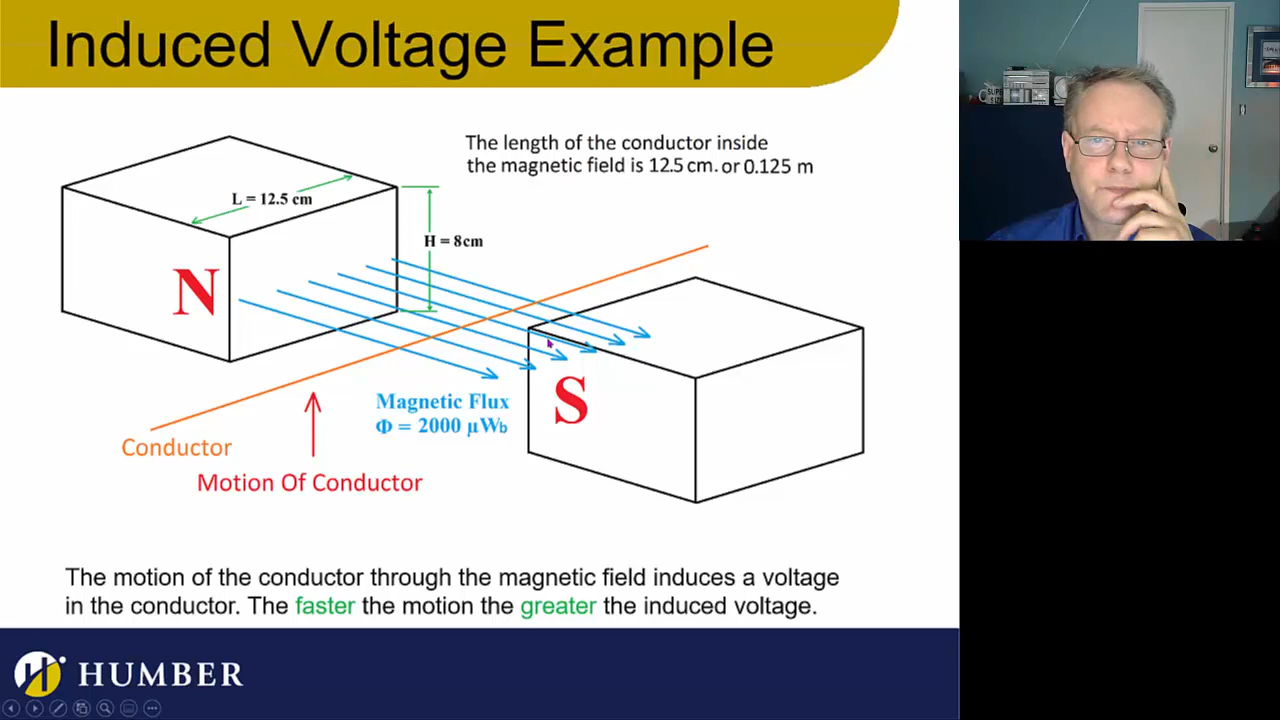 Induced Voltage Example
The length of the conductor inside
the magnetic field is 12.5 cm. or 0.125 m
L = 12.5 cm
H = 8cm
N
S
Magnetic Flux
Φ = 2000 µWb
Conductor
Motion Of Conductor
The motion of the conductor through the magnetic field induces a voltage
in the conductor. The faster the motion the greater the induced voltage.
HUMBER